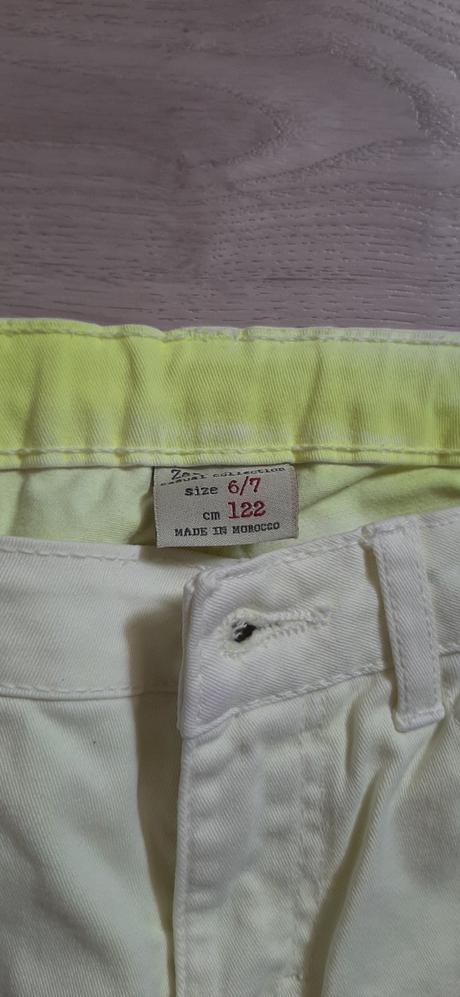 casual collection
size 6/7
cm 122
MADE IN MOROCCO